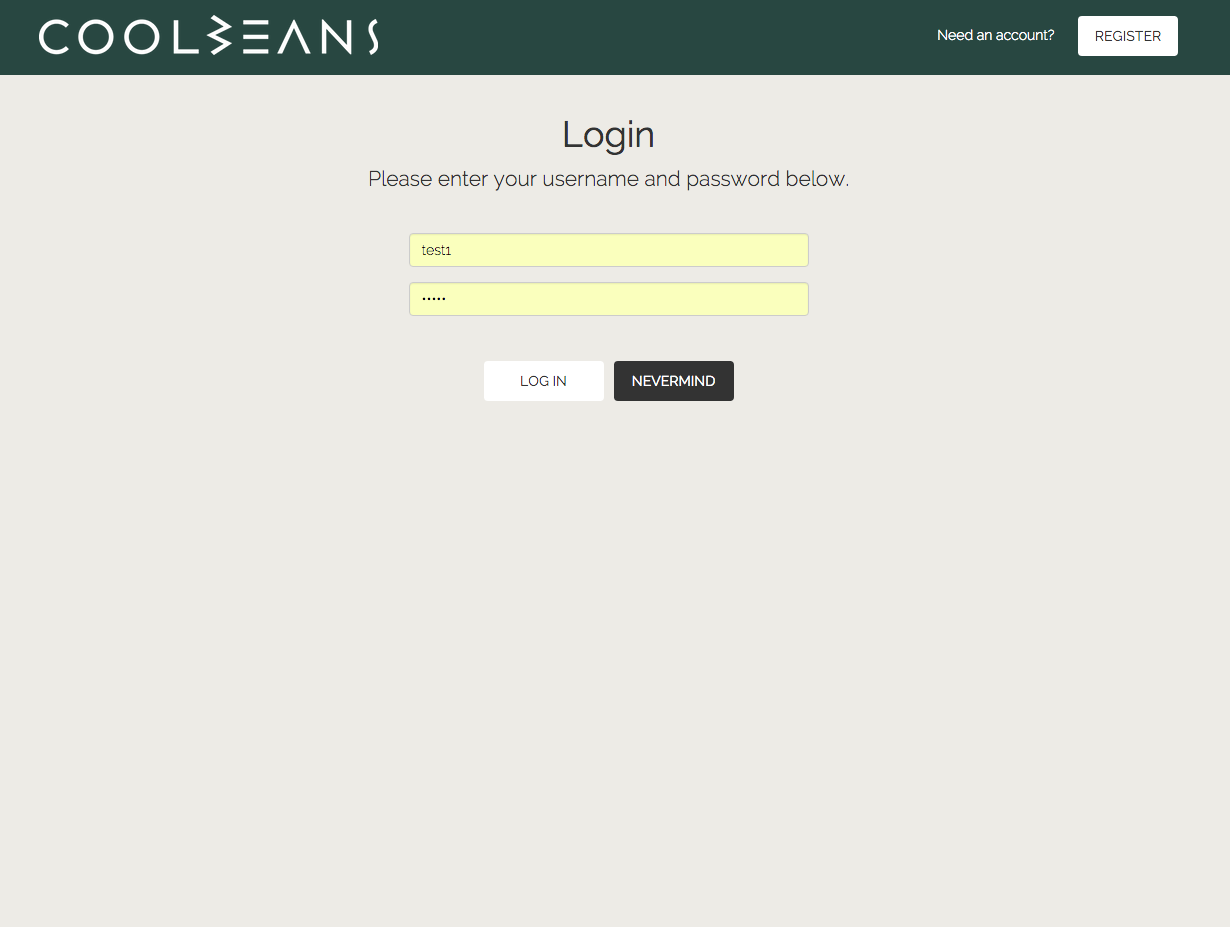 COOLBEANS
Need an account?
REGISTER
Login
Please enter your username and password below.
test1
•••••
LOG IN
NEVERMIND